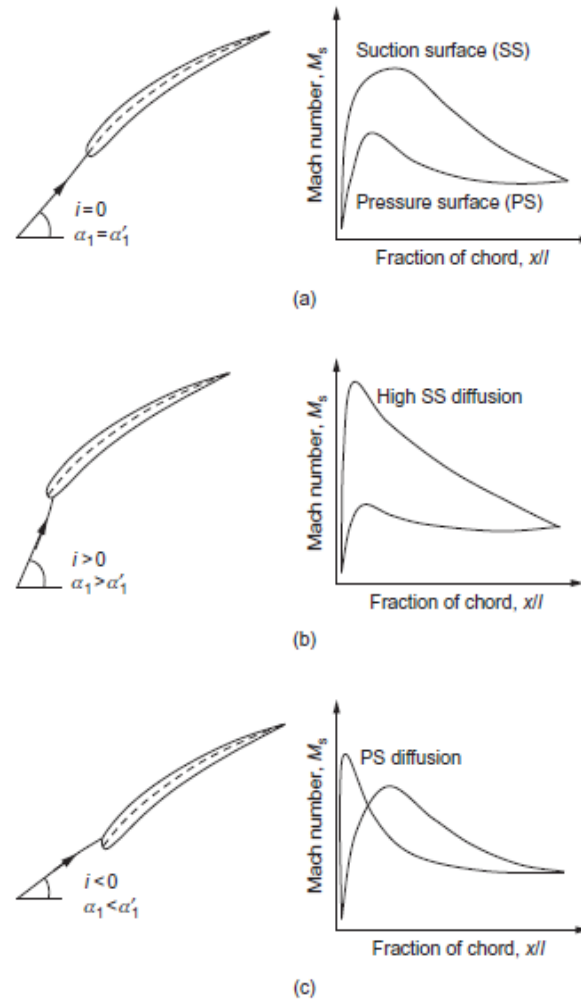 Mach number, Mₛ
Suction surface (SS)
Pressure surface (PS)
i = 0
α₁ = α′₁
Fraction of chord, x/l
(a)
Mach number, Mₛ
High SS diffusion
i > 0
α₁ > α′₁
Fraction of chord, x/l
(b)
Mach number, Mₛ
PS diffusion
i < 0
α₁ < α′₁
Fraction of chord, x/l
(c)